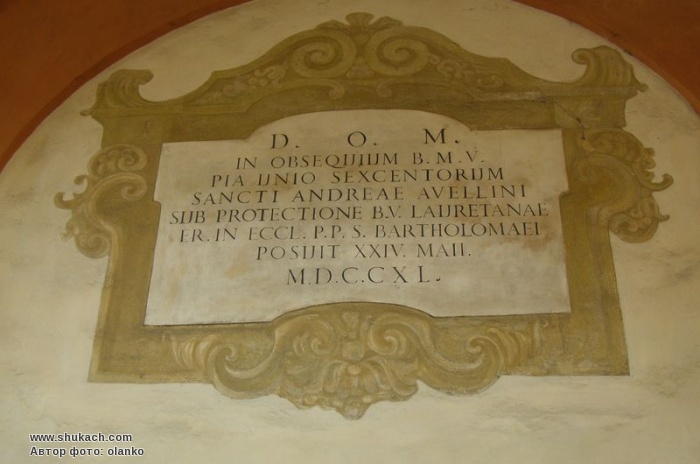 D. O. M.
IN OBSEQUIUM B.M.V.
PIA UNIO SEXCENTORUM
SANCTI ANDREAE AVELLINI
SUB PROTECTIONE B.V. LAURETANAE
ER. IN ECCL. P.P. S. BARTHOLOMAEI
POSUIT XXIV. MAII.
M.D.C.C.X L.
www.shukach.com
Автор фото: olanko